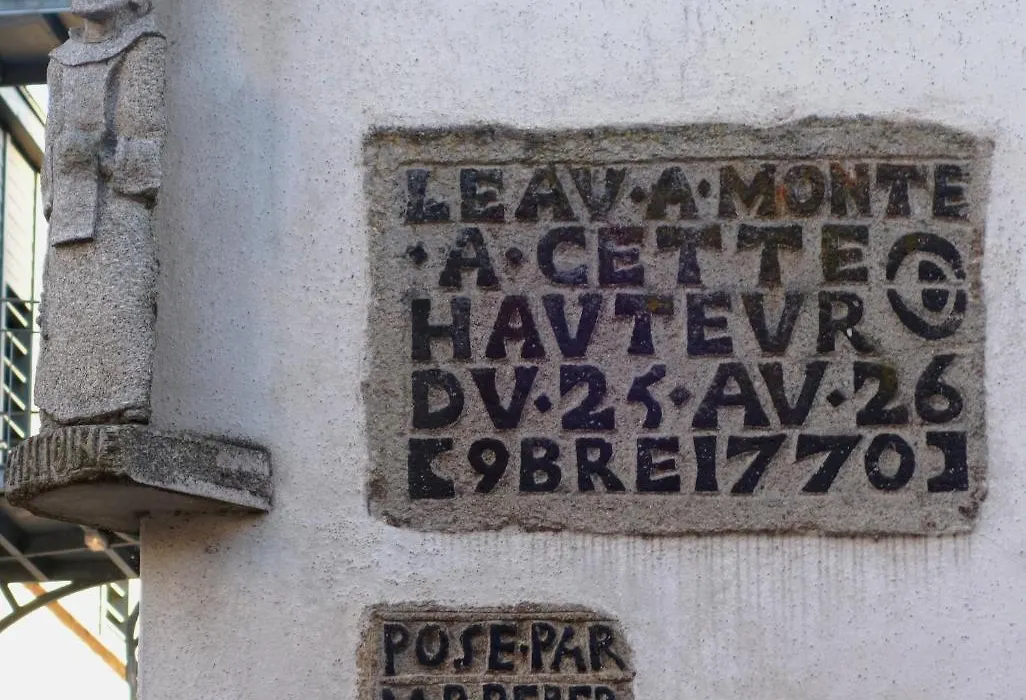 LEAV·A·MONTE
·A·CETTE
HAVTEVR
DV·25·AV·26
[9BRE1770]
POSE·PAR